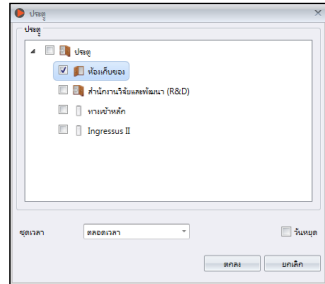 ประตู
ประตู
ประตู
ห้องเก็บของ
สำนักงานวิจัยและพัฒนา (R&D)
ทางเข้าหลัก
Ingressus II
ชุดเวลา ตลอดเวลา วันหยุด
ตกลง ยกเลิก